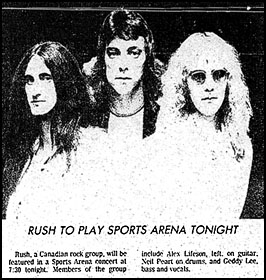 RUSH TO PLAY SPORTS ARENA TONIGHT
Rush, a Canadian rock group, will be
featured in a Sports Arena concert at
7:30 tonight. Members of the group
include Alex Lifeson, left, on guitar,
Neil Peart on drums, and Geddy Lee,
bass and vocals.